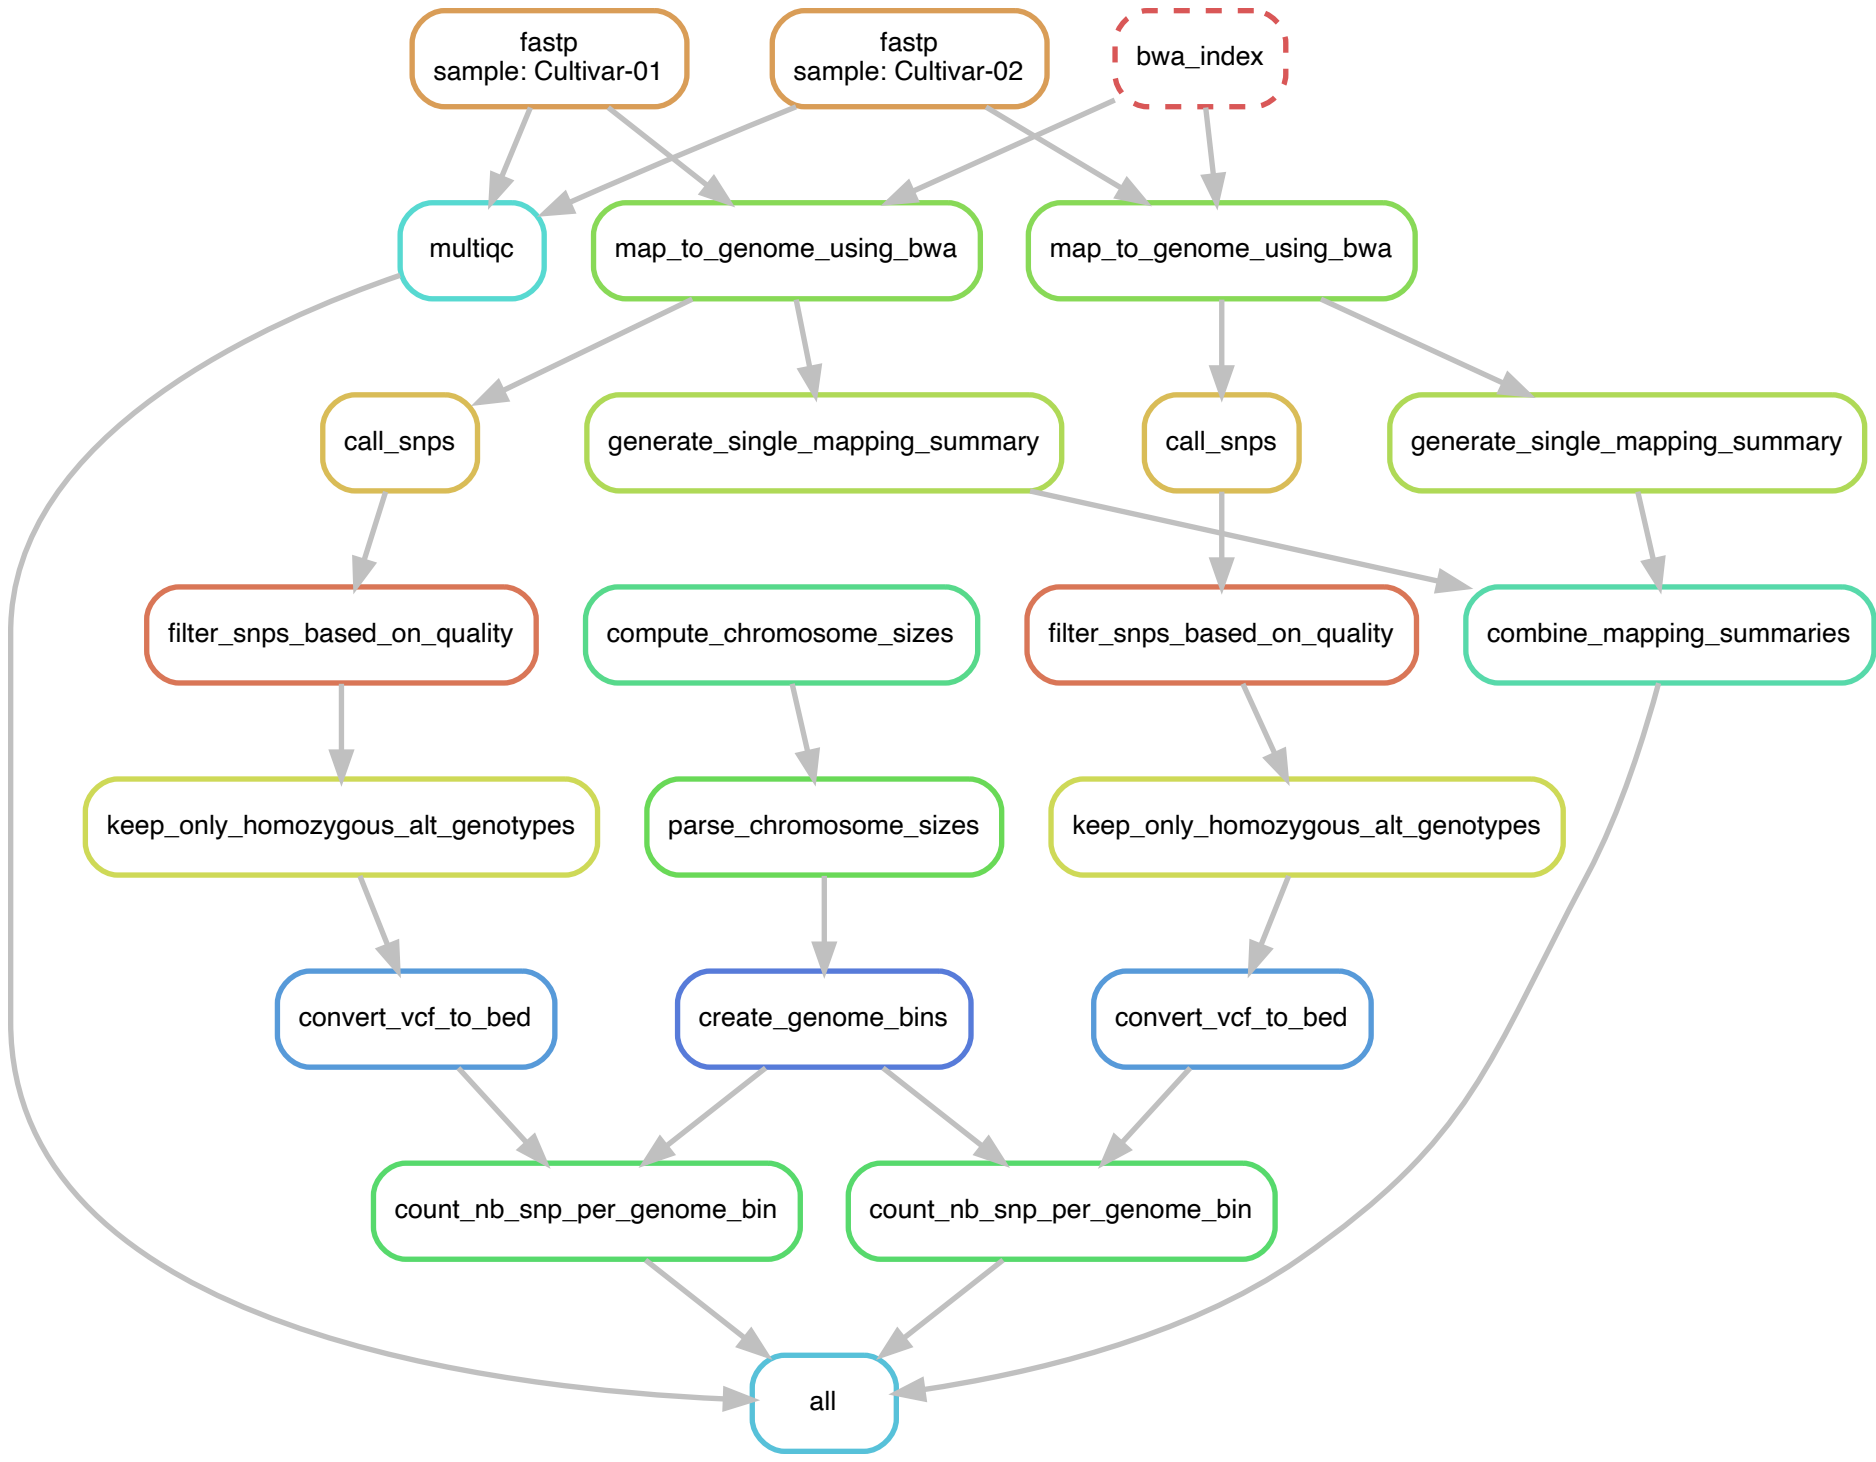 fastp
sample: Cultivar-01
fastp
sample: Cultivar-02
bwa_index
multiqc
map_to_genome_using_bwa
map_to_genome_using_bwa
call_snps
generate_single_mapping_summary
call_snps
generate_single_mapping_summary
filter_snps_based_on_quality
compute_chromosome_sizes
filter_snps_based_on_quality
combine_mapping_summaries
keep_only_homozygous_alt_genotypes
parse_chromosome_sizes
keep_only_homozygous_alt_genotypes
convert_vcf_to_bed
create_genome_bins
convert_vcf_to_bed
count_nb_snp_per_genome_bin
count_nb_snp_per_genome_bin
all